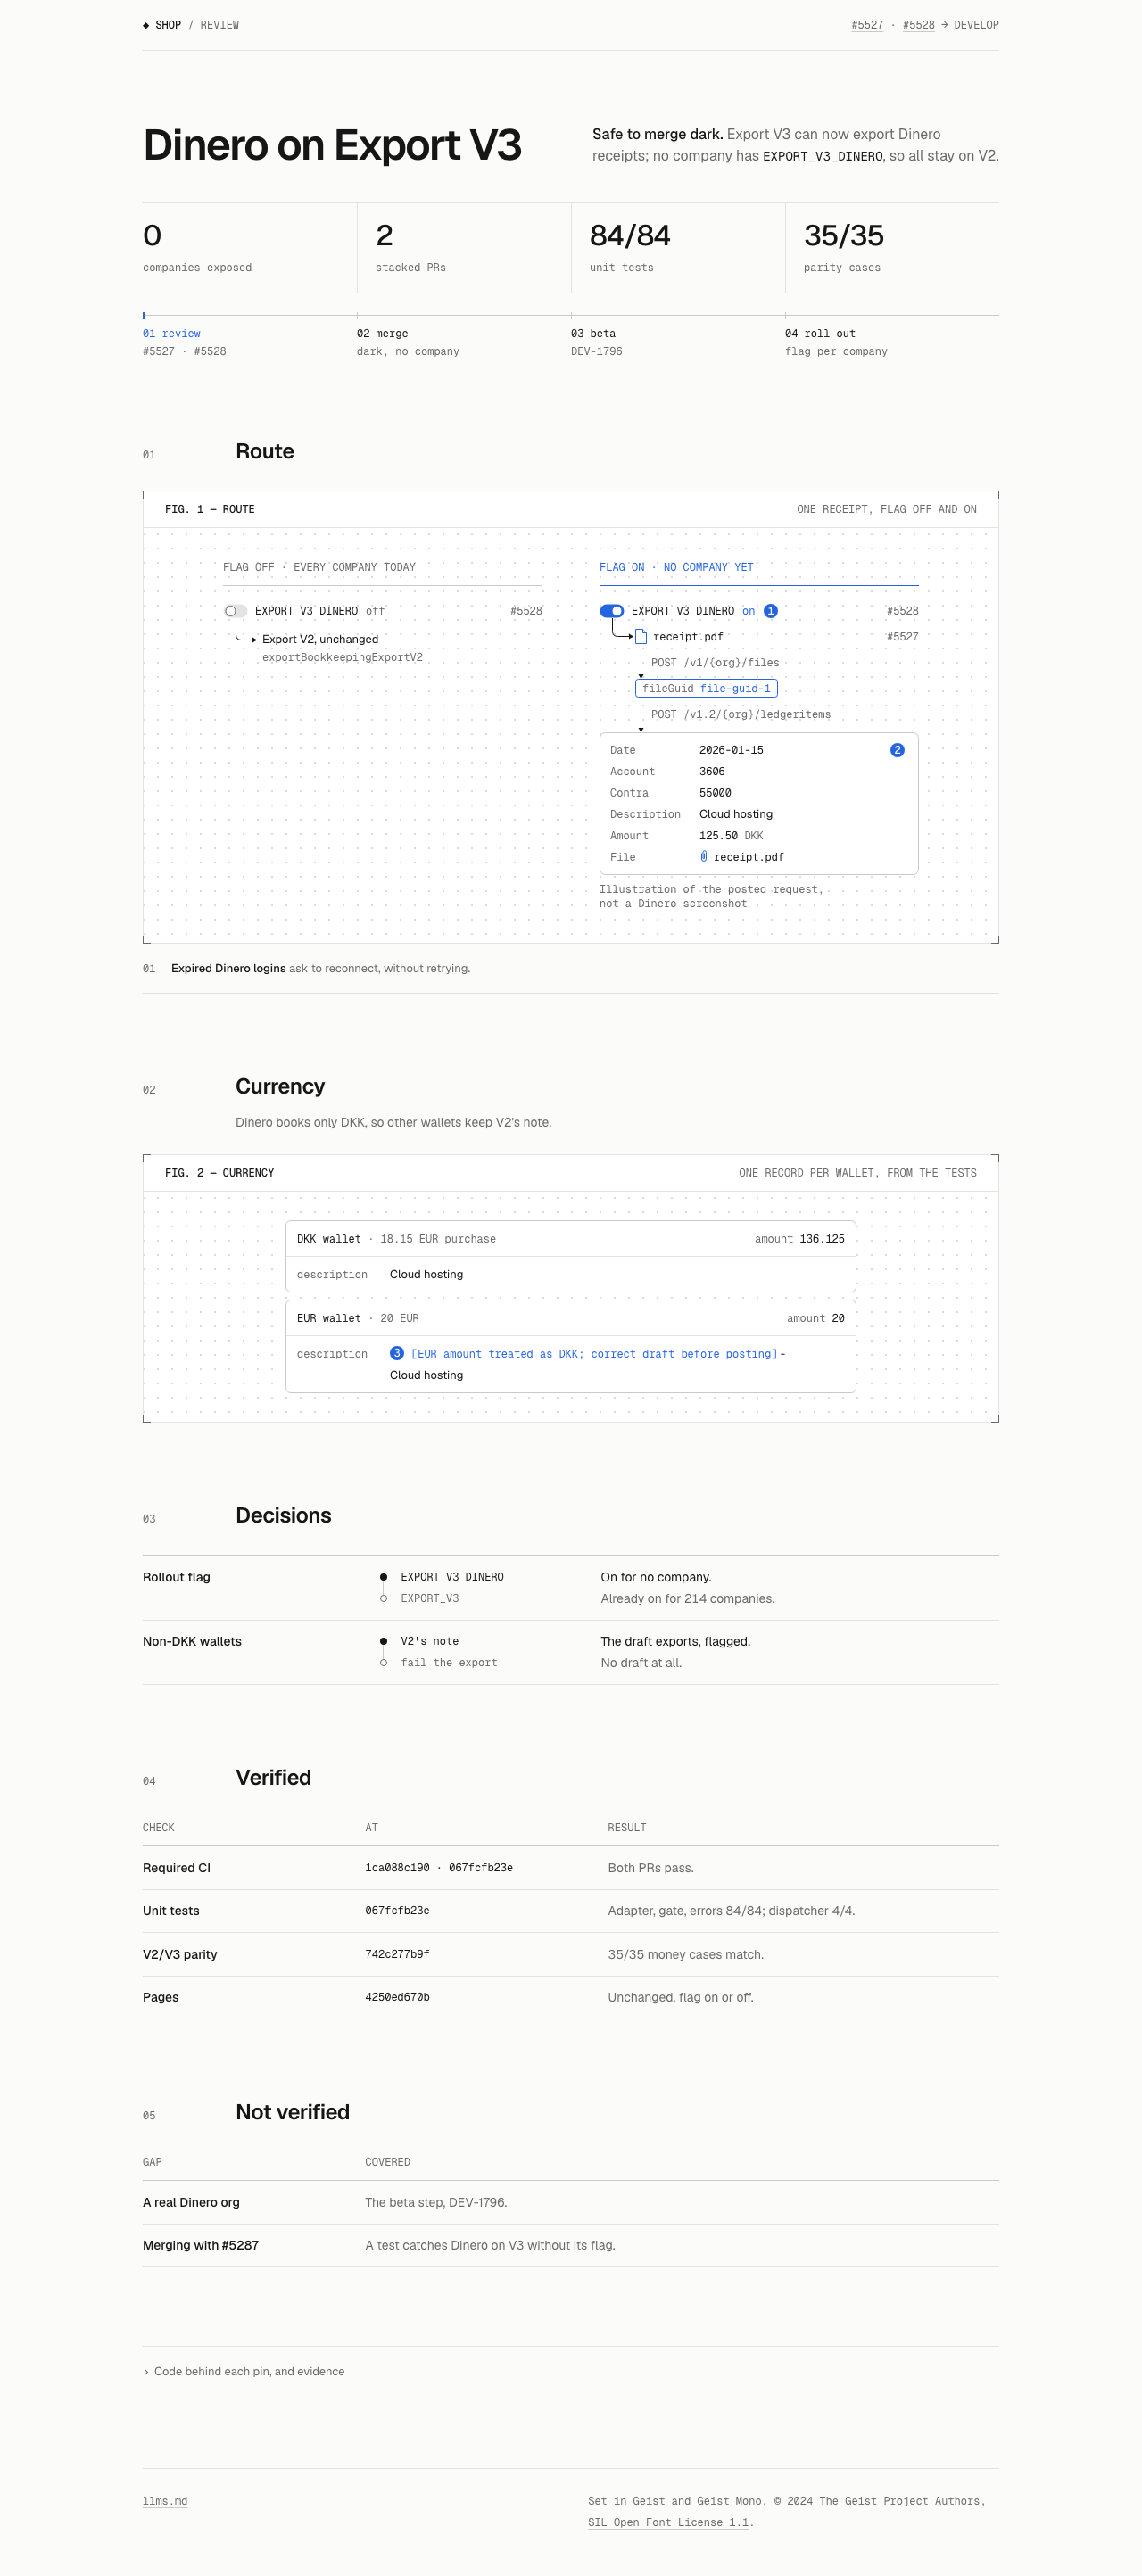 ◆ SHOP / REVIEW
#5527 · #5528 → DEVELOP
Dinero on Export V3
Safe to merge dark. Export V3 can now export Dinero
receipts; no company has EXPORT_V3_DINERO, so all stay on V2.
0
companies exposed
2
stacked PRs
84/84
unit tests
35/35
parity cases
01 review
#5527 · #5528
02 merge
dark, no company
03 beta
DEV-1796
04 roll out
flag per company
01 Route
FIG. 1 — ROUTE
ONE RECEIPT, FLAG OFF AND ON
FLAG OFF · EVERY COMPANY TODAY
EXPORT_V3_DINERO off #5528
Export V2, unchanged
exportBookkeepingExportV2
FLAG ON · NO COMPANY YET
EXPORT_V3_DINERO on 1 #5528
receipt.pdf #5527
POST /v1/{org}/files
fileGuid file-guid-1
POST /v1.2/{org}/ledgeritems
Date 2026-01-15 2
Account 3606
Contra 55000
Description Cloud hosting
Amount 125.50 DKK
File receipt.pdf
Illustration of the posted request,
not a Dinero screenshot
01 Expired Dinero logins ask to reconnect, without retrying.
02 Currency
Dinero books only DKK, so other wallets keep V2's note.
FIG. 2 — CURRENCY
ONE RECORD PER WALLET, FROM THE TESTS
DKK wallet · 18.15 EUR purchase amount 136.125
description Cloud hosting
EUR wallet · 20 EUR amount 20
description 3 [EUR amount treated as DKK; correct draft before posting]-
Cloud hosting
03 Decisions
Rollout flag
EXPORT_V3_DINERO On for no company.
EXPORT_V3 Already on for 214 companies.
Non-DKK wallets
V2's note The draft exports, flagged.
fail the export No draft at all.
04 Verified
CHECK AT RESULT
Required CI 1ca088c190 · 067fcfb23e Both PRs pass.
Unit tests 067fcfb23e Adapter, gate, errors 84/84; dispatcher 4/4.
V2/V3 parity 742c277b9f 35/35 money cases match.
Pages 4250ed670b Unchanged, flag on or off.
05 Not verified
GAP COVERED
A real Dinero org The beta step, DEV-1796.
Merging with #5287 A test catches Dinero on V3 without its flag.
› Code behind each pin, and evidence
llms.md
Set in Geist and Geist Mono, © 2024 The Geist Project Authors,
SIL Open Font License 1.1.